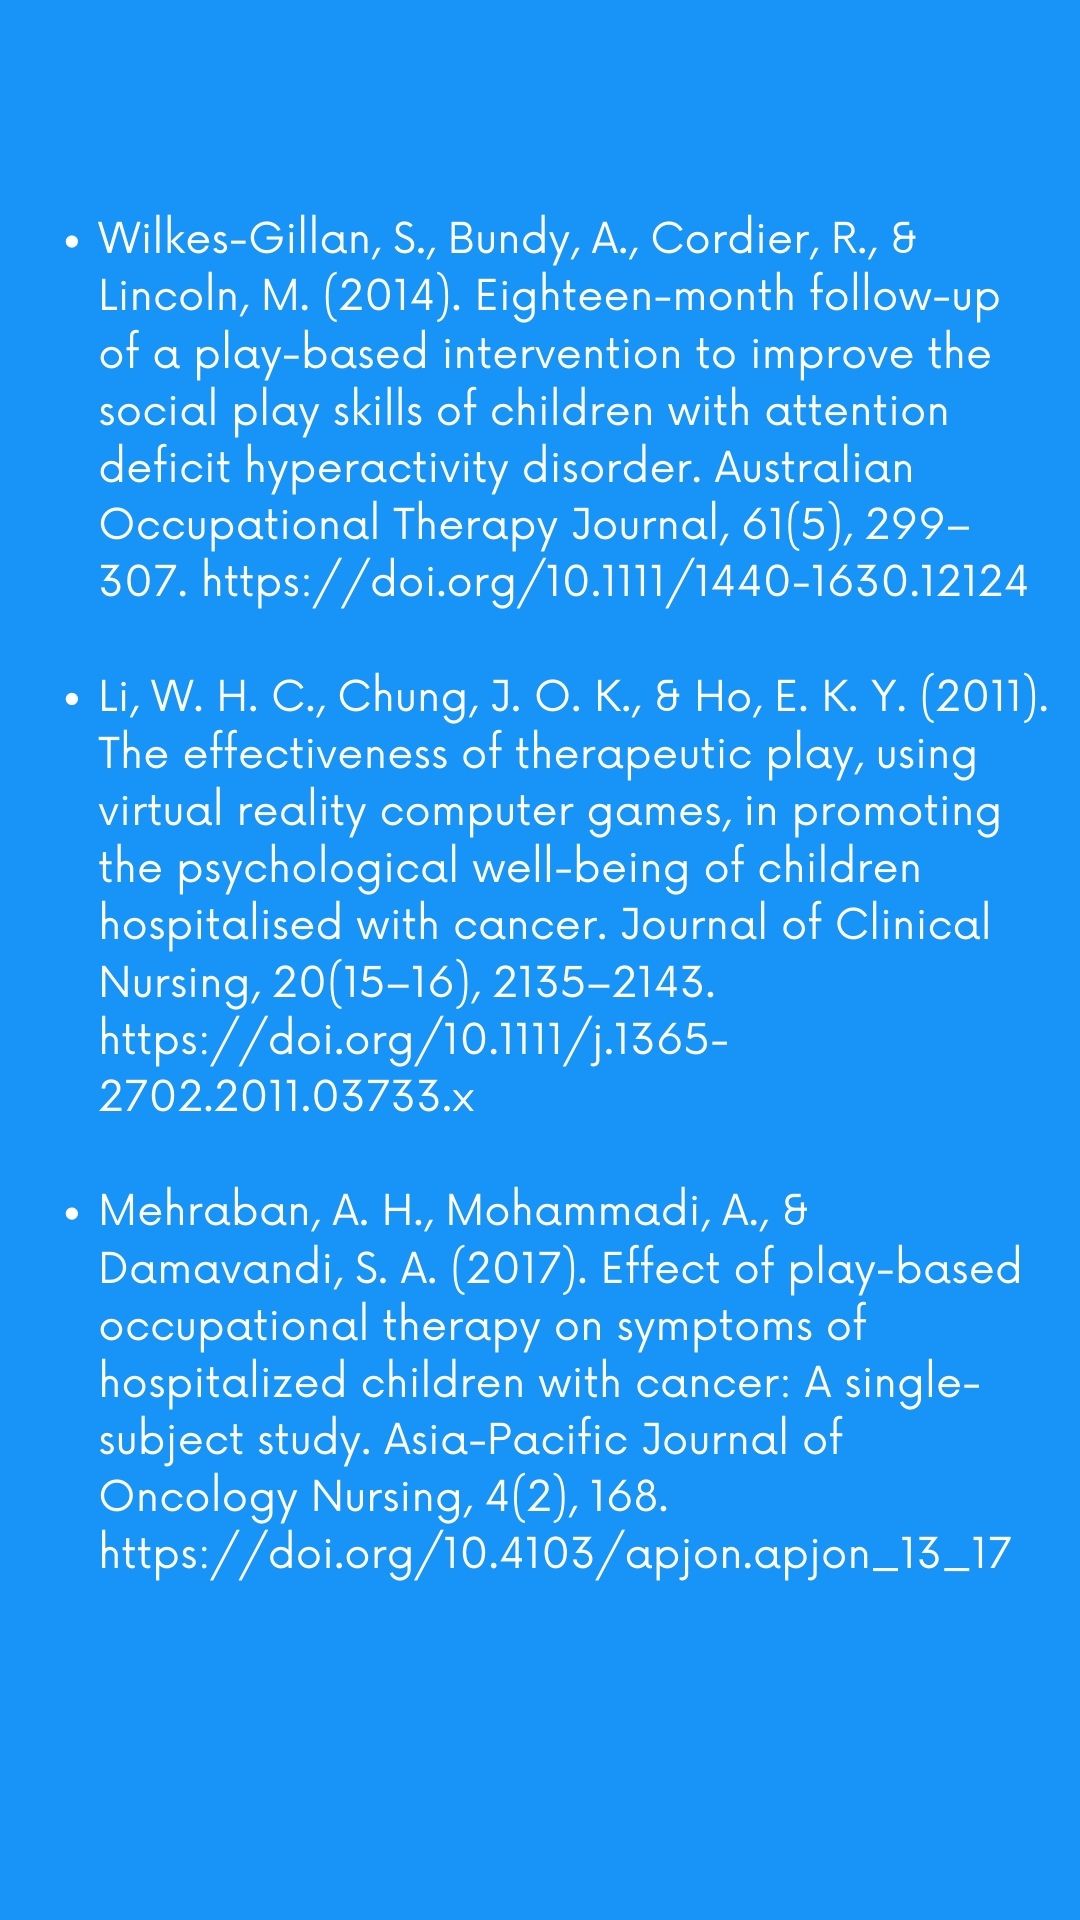 • Wilkes-Gillan, S., Bundy, A., Cordier, R., &
Lincoln, M. (2014). Eighteen-month follow-up
of a play-based intervention to improve the
social play skills of children with attention
deficit hyperactivity disorder. Australian
Occupational Therapy Journal, 61(5), 299–
307. https://doi.org/10.1111/1440-1630.12124
• Li, W. H. C., Chung, J. O. K., & Ho, E. K. Y. (2011).
The effectiveness of therapeutic play, using
virtual reality computer games, in promoting
the psychological well-being of children
hospitalised with cancer. Journal of Clinical
Nursing, 20(15–16), 2135–2143.
https://doi.org/10.1111/j.1365-
2702.2011.03733.x
• Mehraban, A. H., Mohammadi, A., &
Damavandi, S. A. (2017). Effect of play-based
occupational therapy on symptoms of
hospitalized children with cancer: A single-
subject study. Asia-Pacific Journal of
Oncology Nursing, 4(2), 168.
https://doi.org/10.4103/apjon.apjon_13_17